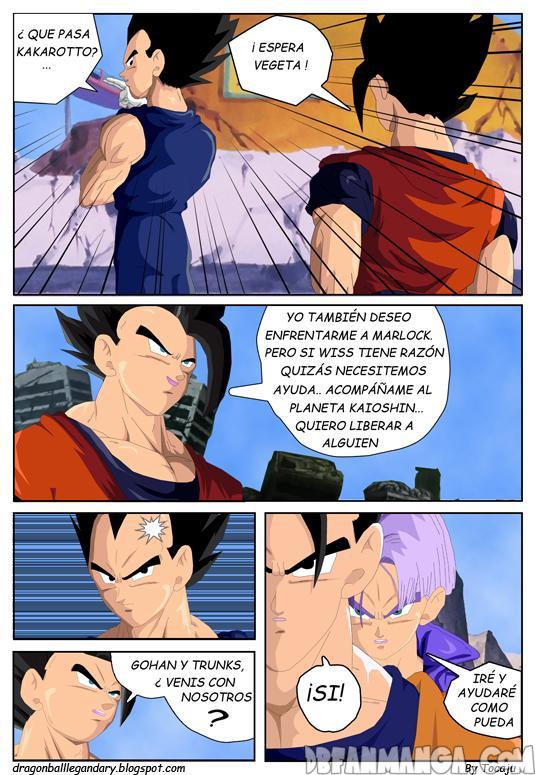 ¿ QUE PASA
KAKAROTTO?
...
¡ ESPERA
VEGETA !
YO TAMBIÉN DESEO
ENFRENTARME A MARLOCK.
PERO SI WISS TIENE RAZÓN
QUIZÁS NECESITEMOS
AYUDA.. ACOMPÁÑAME AL
PLANETA KAIOSHIN...
QUIERO LIBERAR A
ALGUIEN
GOHAN Y TRUNKS,
¿ VENIS CON
NOSOTROS
?
¡SI!
IRÉ Y
AYUDARÉ
COMO
PUEDA
dragonballlegandary.blogspot.com
By Tocaju
DBFANMANGA.COM